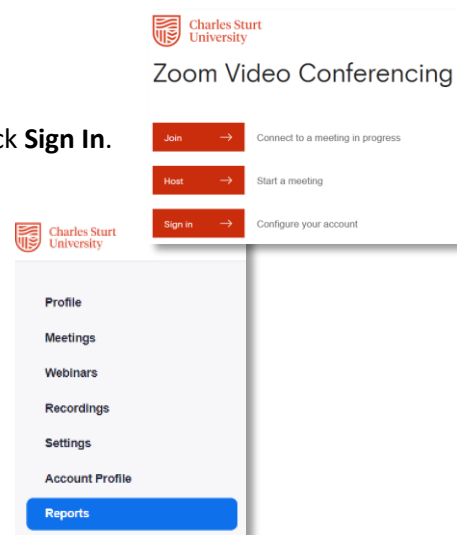 Charles Sturt
University
Zoom Video Conferencing
ck Sign In.
Join → Connect to a meeting in progress
Host → Start a meeting
Sign in → Configure your account
Charles Sturt
University
Profile
Meetings
Webinars
Recordings
Settings
Account Profile
Reports